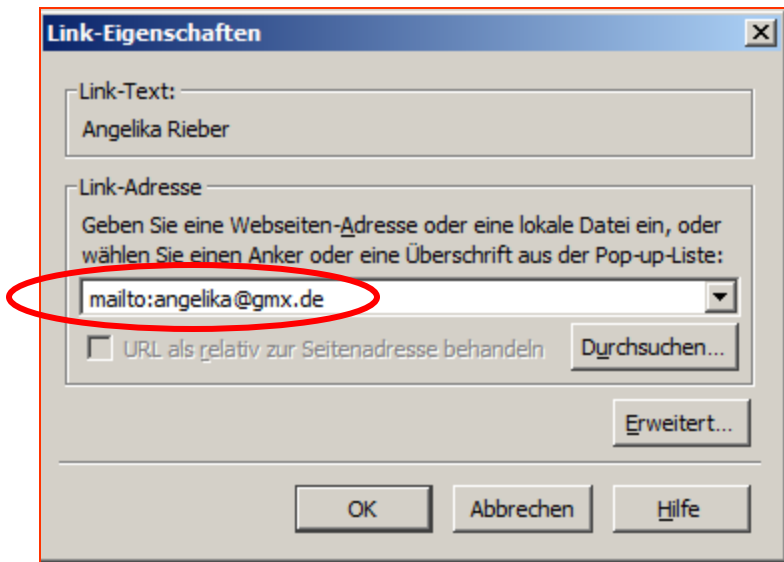 Link-Eigenschaften
Link-Text:
Angelika Rieber
Link-Adresse
Geben Sie eine Webseiten-Adresse oder eine lokale Datei ein, oder
wählen Sie einen Anker oder eine Überschrift aus der Pop-up-Liste:
mailto:angelika@gmx.de
URL als relativ zur Seitenadresse behandeln
Durchsuchen...
Erweitert...
OK
Abbrechen
Hilfe